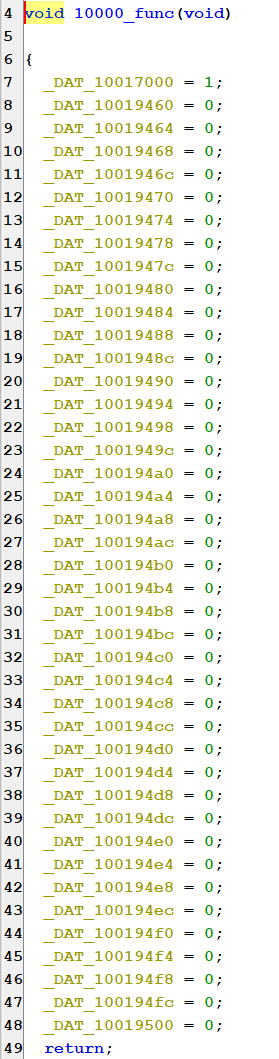 4 void 10000_func(void)
5
6 {
7 _DAT_10017000 = 1;
8 _DAT_10019460 = 0;
9 _DAT_10019464 = 0;
10 _DAT_10019468 = 0;
11 _DAT_1001946c = 0;
12 _DAT_10019470 = 0;
13 _DAT_10019474 = 0;
14 _DAT_10019478 = 0;
15 _DAT_1001947c = 0;
16 _DAT_10019480 = 0;
17 _DAT_10019484 = 0;
18 _DAT_10019488 = 0;
19 _DAT_1001948c = 0;
20 _DAT_10019490 = 0;
21 _DAT_10019494 = 0;
22 _DAT_10019498 = 0;
23 _DAT_1001949c = 0;
24 _DAT_100194a0 = 0;
25 _DAT_100194a4 = 0;
26 _DAT_100194a8 = 0;
27 _DAT_100194ac = 0;
28 _DAT_100194b0 = 0;
29 _DAT_100194b4 = 0;
30 _DAT_100194b8 = 0;
31 _DAT_100194bc = 0;
32 _DAT_100194c0 = 0;
33 _DAT_100194c4 = 0;
34 _DAT_100194c8 = 0;
35 _DAT_100194cc = 0;
36 _DAT_100194d0 = 0;
37 _DAT_100194d4 = 0;
38 _DAT_100194d8 = 0;
39 _DAT_100194dc = 0;
40 _DAT_100194e0 = 0;
41 _DAT_100194e4 = 0;
42 _DAT_100194e8 = 0;
43 _DAT_100194ec = 0;
44 _DAT_100194f0 = 0;
45 _DAT_100194f4 = 0;
46 _DAT_100194f8 = 0;
47 _DAT_100194fc = 0;
48 _DAT_10019500 = 0;
49 return;